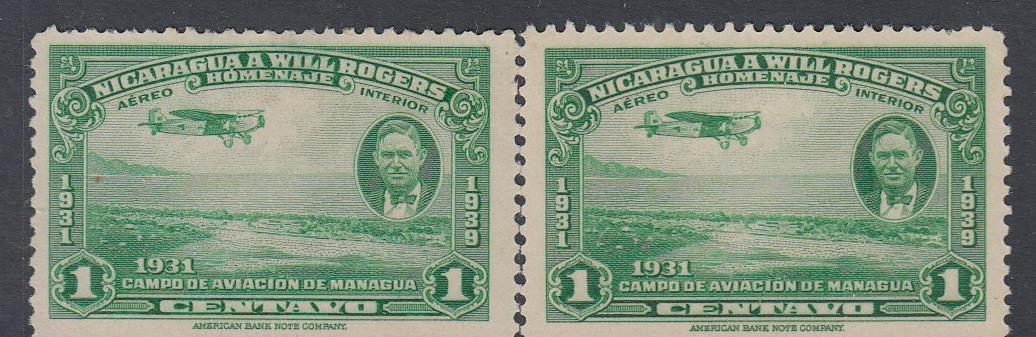 NICARAGUA A WILL ROGERS
HOMENAJE
AÉREO INTERIOR
1931 1939
1931
CAMPO DE AVIACIÓN DE MANAGUA
1 CENTAVO 1
AMERICAN BANK NOTE COMPANY.
NICARAGUA A WILL ROGERS
HOMENAJE
AÉREO INTERIOR
1931 1939
1931
CAMPO DE AVIACIÓN DE MANAGUA
1 CENTAVO 1
AMERICAN BANK NOTE COMPANY.